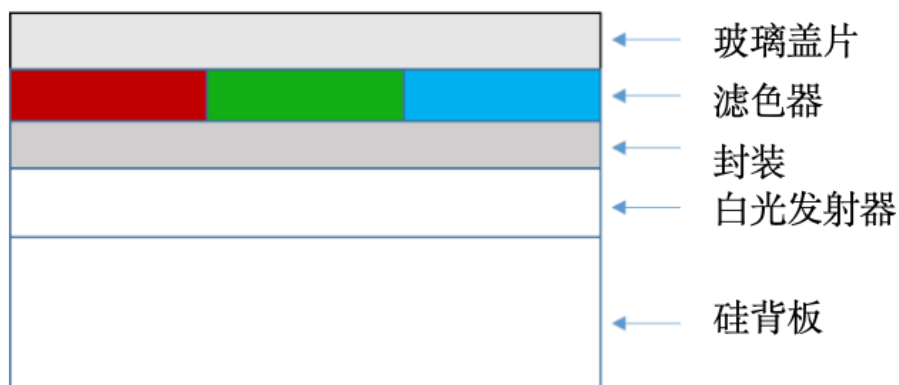 玻璃盖片
滤色器
封装
白光发射器
硅背板